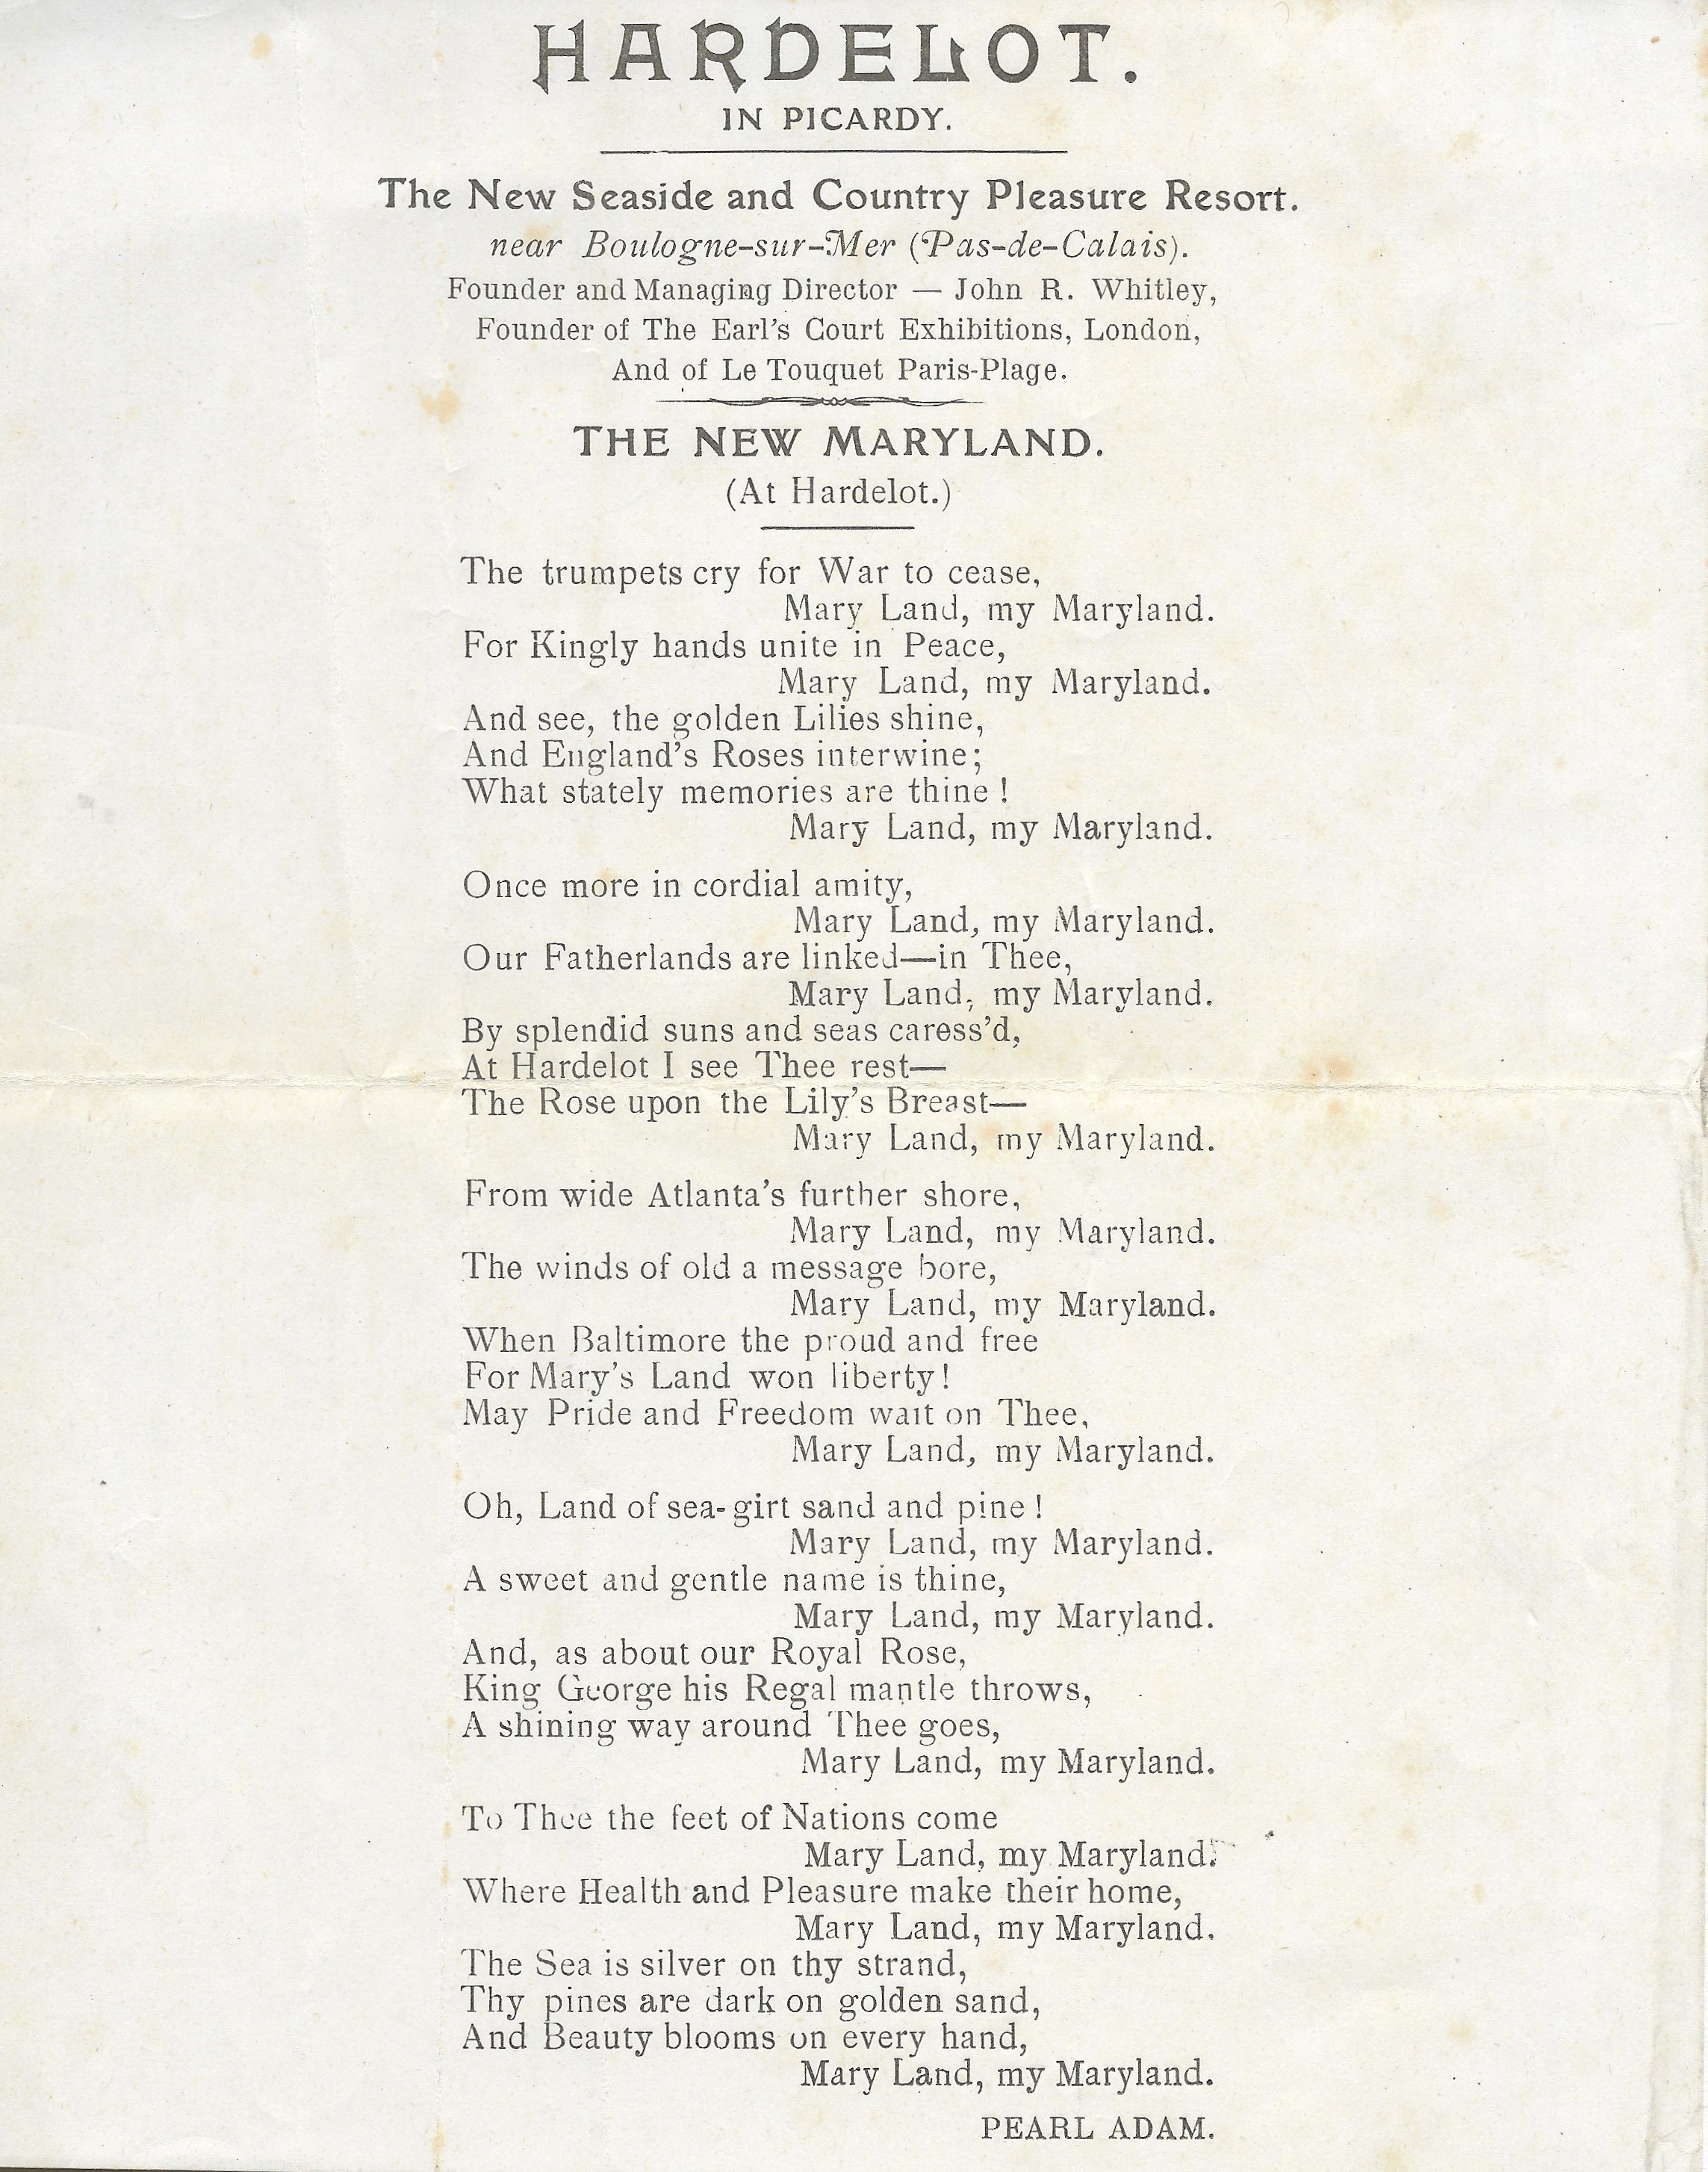 HARDELOT.
IN PICARDY.
The New Seaside and Country Pleasure Resort.
near Boulogne-sur-Mer (Pas-de-Calais).
Founder and Managing Director — John R. Whitley,
Founder of The Earl's Court Exhibitions, London,
And of Le Touquet Paris-Plage.
THE NEW MARYLAND.
(At Hardelot.)
The trumpets cry for War to cease,
Mary Land, my Maryland.
For Kingly hands unite in Peace,
Mary Land, my Maryland.
And see, the golden Lilies shine,
And England's Roses interwine;
What stately memories are thine !
Mary Land, my Maryland.
Once more in cordial amity,
Mary Land, my Maryland.
Our Fatherlands are linked—in Thee,
Mary Land, my Maryland.
By splendid suns and seas caress'd,
At Hardelot I see Thee rest—
The Rose upon the Lily's Breast—
Mary Land, my Maryland.
From wide Atlanta's further shore,
Mary Land, my Maryland.
The winds of old a message bore,
Mary Land, my Maryland.
When Baltimore the proud and free
For Mary's Land won liberty!
May Pride and Freedom wait on Thee,
Mary Land, my Maryland.
Oh, Land of sea-girt sand and pine !
Mary Land, my Maryland.
A sweet and gentle name is thine,
Mary Land, my Maryland.
And, as about our Royal Rose,
King George his Regal mantle throws,
A shining way around Thee goes,
Mary Land, my Maryland.
To Thee the feet of Nations come
Mary Land, my Maryland.
Where Health and Pleasure make their home,
Mary Land, my Maryland.
The Sea is silver on thy strand,
Thy pines are dark on golden sand,
And Beauty blooms on every hand,
Mary Land, my Maryland.
PEARL ADAM.